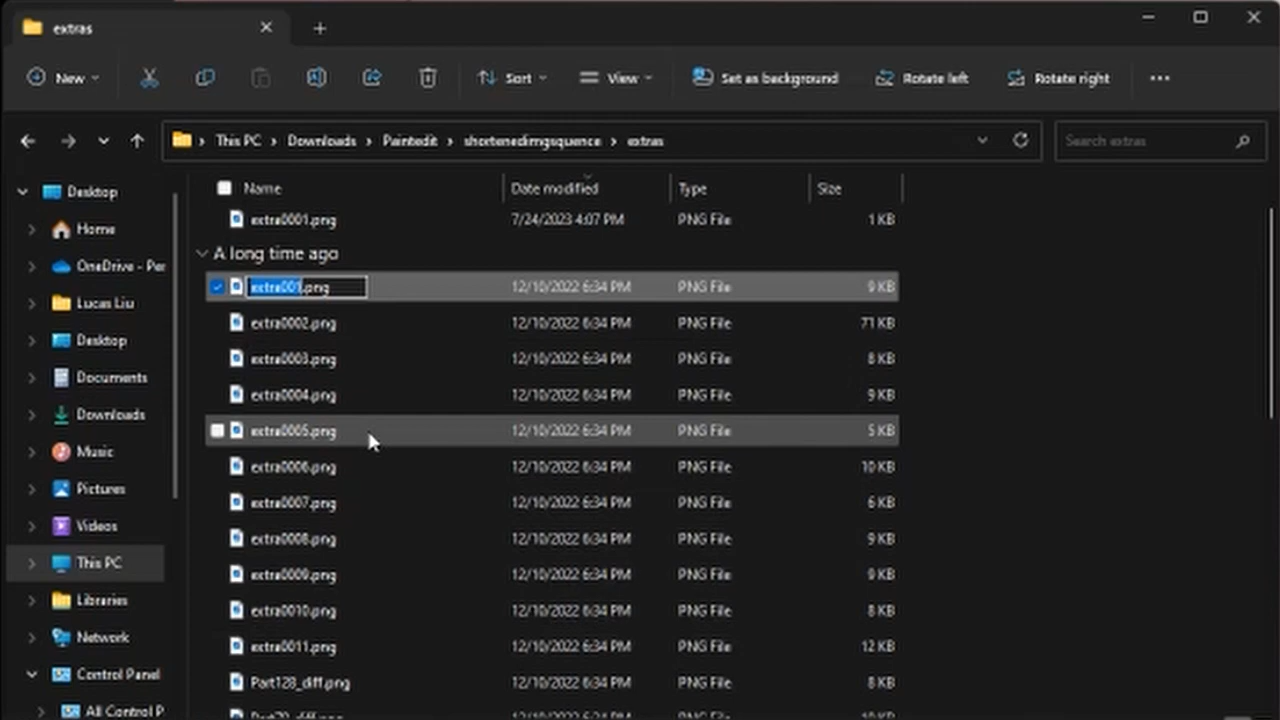 extras
New
Sort
View
Set as background
Rotate left
Rotate right
This PC > Downloads > Paintedit > shortenedimgsquence > extras
Search extras
Name Date modified Type Size
extra0001.png 7/24/2023 4:07 PM PNG File 1 KB
A long time ago
extra001.png 12/10/2022 6:34 PM PNG File 9 KB
extra0002.png 12/10/2022 6:34 PM PNG File 71 KB
extra0003.png 12/10/2022 6:34 PM PNG File 8 KB
extra0004.png 12/10/2022 6:34 PM PNG File 9 KB
extra0005.png 12/10/2022 6:34 PM PNG File 5 KB
extra0006.png 12/10/2022 6:34 PM PNG File 10 KB
extra0007.png 12/10/2022 6:34 PM PNG File 6 KB
extra0008.png 12/10/2022 6:34 PM PNG File 9 KB
extra0009.png 12/10/2022 6:34 PM PNG File 9 KB
extra0010.png 12/10/2022 6:34 PM PNG File 8 KB
extra0011.png 12/10/2022 6:34 PM PNG File 12 KB
Part128_diff.png 12/10/2022 6:34 PM PNG File 8 KB
Desktop
Home
OneDrive - Per
Lucas Liu
Desktop
Documents
Downloads
Music
Pictures
Videos
This PC
Libraries
Network
Control Panel
All Control P